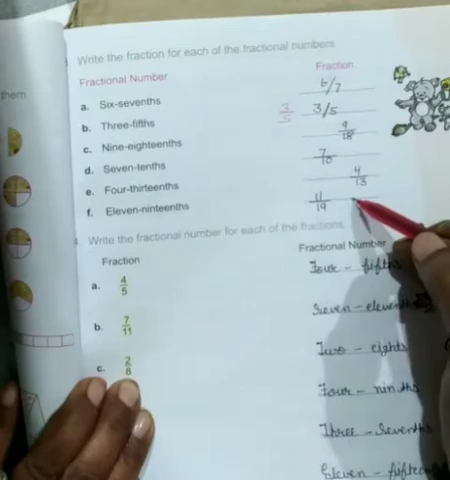 Write the fraction for each of the fractional numbers.
Fractional Number Fraction
a. Six-sevenths 6/7
b. Three-fifths 3/5 3/5
c. Nine-eighteenths 9/18
d. Seven-tenths 7/10
e. Four-thirteenths 4/13
f. Eleven-ninteenths 11/19
them
4. Write the fractional number for each of the fractions.
Fraction Fractional Number
a. 4/5 Four - fifths
b. 7/11 Seven - eleventh
c. 2/8 Two - eights
Four - ninths
Three - Sevenths
Eleven - fifteen